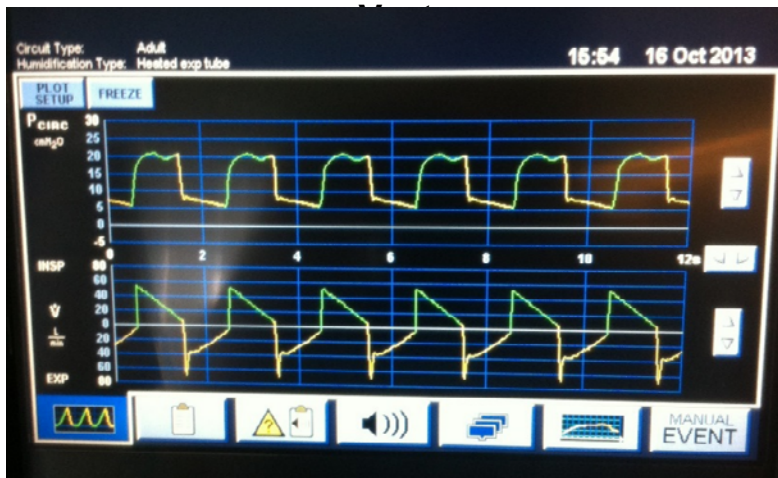 Circuit Type: Adult
Humidification Type: Heated exp tube
15:54 16 Oct 2013
PLOT
SETUP
FREEZE
PCIRC
cmH2O
30
25
20
15
10
5
0
-5
0 2 4 6 8 10 12s
INSP
80
60
40
20
0
20
40
60
80
V̇
L
min
EXP
MANUAL
EVENT